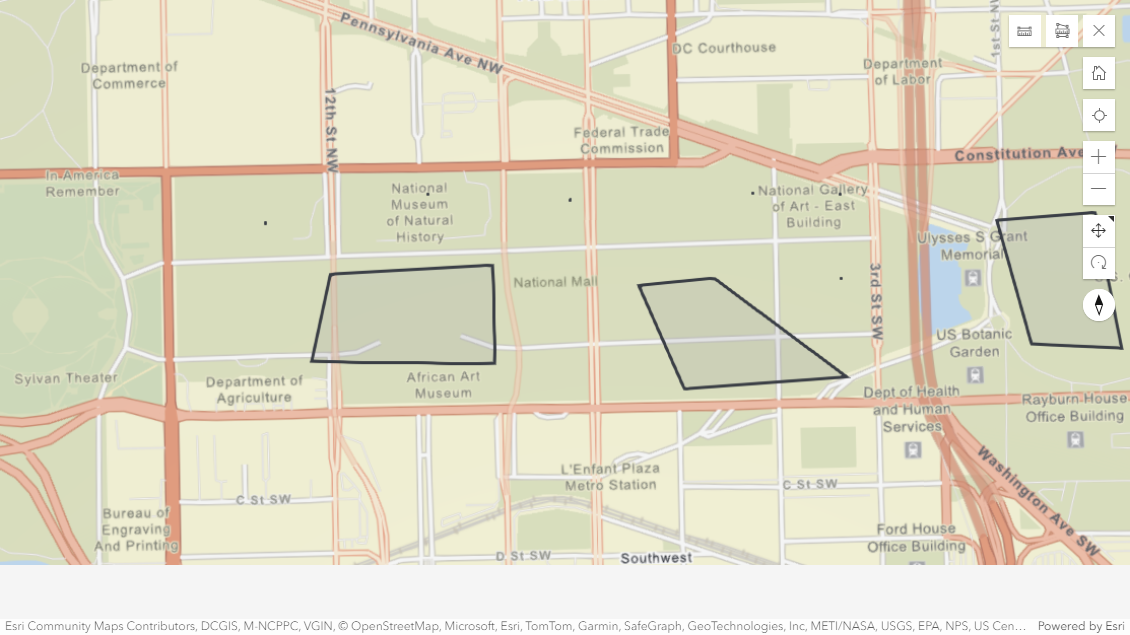 Pennsylvania Ave NW
DC Courthouse
1st St N
Department of
Commerce
Department
of Labor
12th St NW
Federal Trade
Commission
Constitution Ave
In America
Remember
National
Museum
of Natural
History
National Gallery
of Art - East
Building
Ulysses S Grant
Memorial
National Mall
3rd St SW
US Botanic
Garden
Sylvan Theater
Department of
Agriculture
African Art
Museum
Dept of Health
and Human
Services
Rayburn House
Office Building
L'Enfant Plaza
Metro Station
C St SW
C St SW
Washington Ave SW
Bureau of
Engraving
And Printing
Ford House
Office Building
D St SW
Southwest
Esri Community Maps Contributors, DCGIS, M-NCPPC, VGIN, © OpenStreetMap, Microsoft, Esri, TomTom, Garmin, SafeGraph, GeoTechnologies, Inc, METI/NASA, USGS, EPA, NPS, US Cen…
Powered by Esri